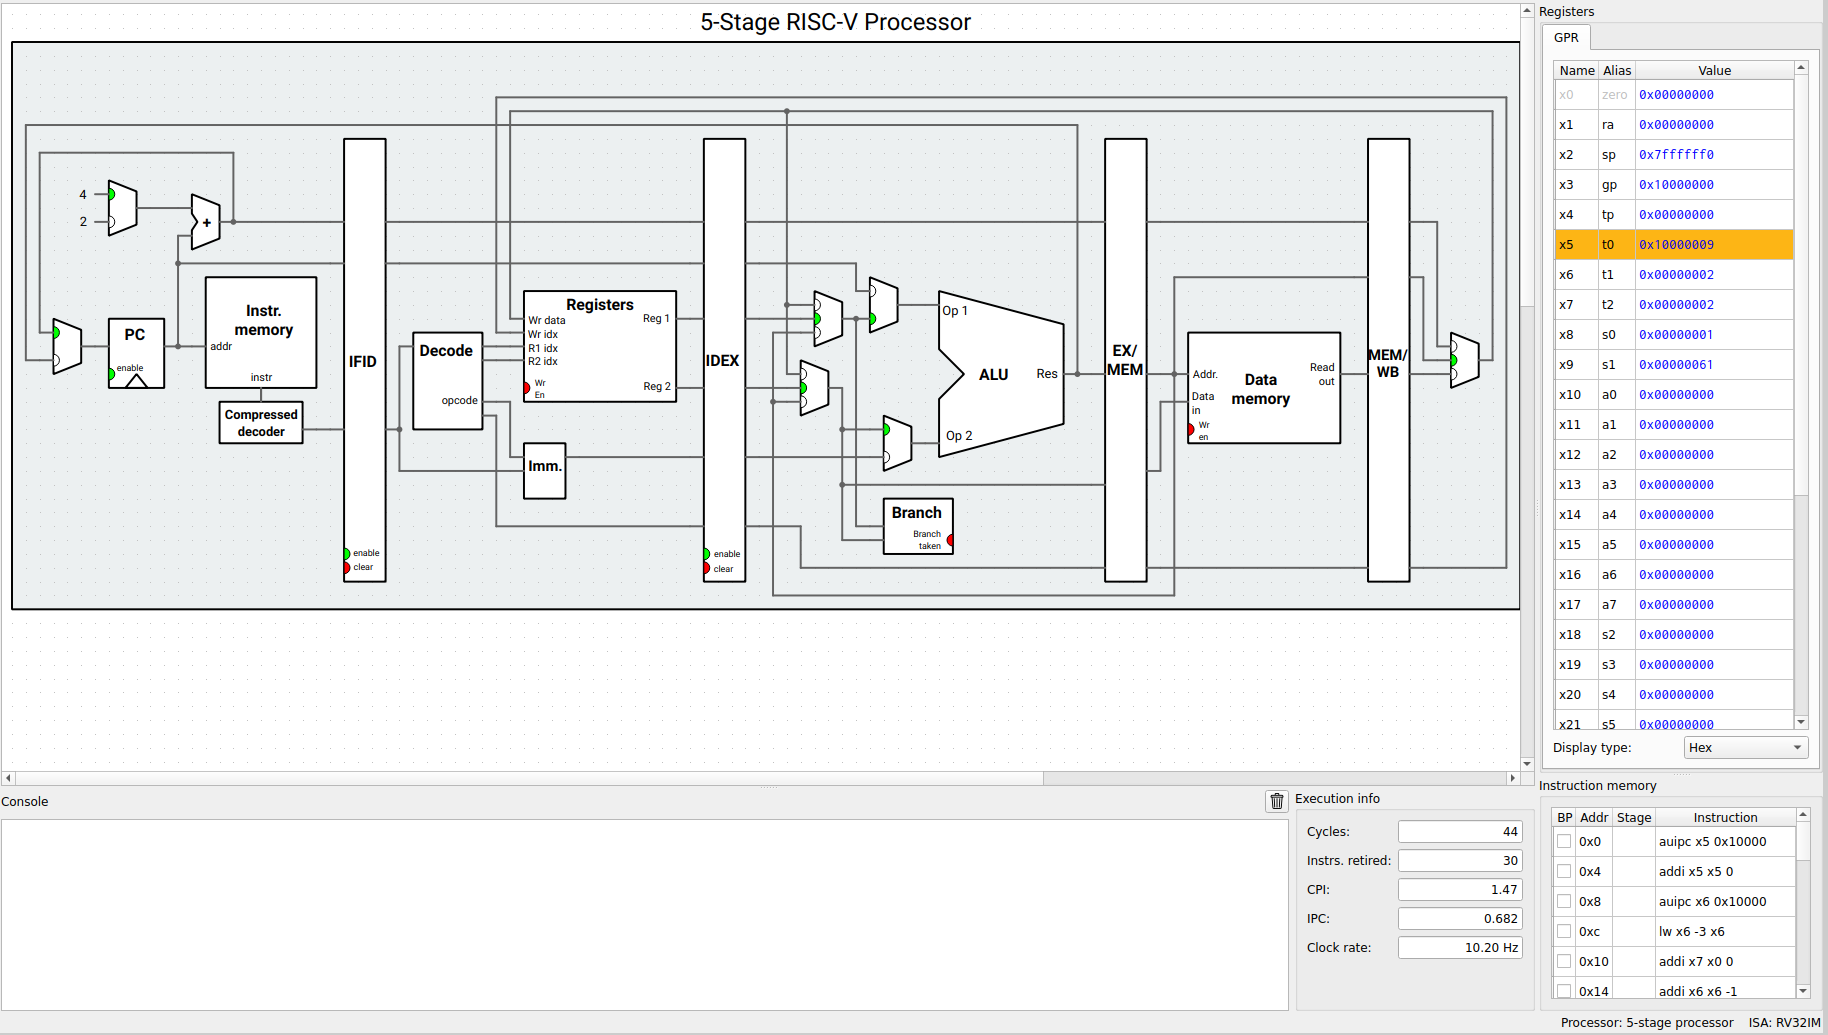 5-Stage RISC-V Processor
4
2
+
PC
enable
Instr.
memory
addr
instr
Compressed
decoder
IFID
enable
clear
Decode
opcode
Registers
Wr data
Wr idx
R1 idx
R2 idx
Wr
En
Reg 1
Reg 2
Imm.
IDEX
enable
clear
Op 1
ALU
Res
Op 2
Branch
Branch
taken
EX/
MEM
Addr.
Data
in
Wr
en
Data
memory
Read
out
MEM/
WB
Registers
GPR
Name Alias Value
x0 zero 0x00000000
x1 ra 0x00000000
x2 sp 0x7ffffff0
x3 gp 0x10000000
x4 tp 0x00000000
x5 t0 0x10000009
x6 t1 0x00000002
x7 t2 0x00000002
x8 s0 0x00000001
x9 s1 0x00000061
x10 a0 0x00000000
x11 a1 0x00000000
x12 a2 0x00000000
x13 a3 0x00000000
x14 a4 0x00000000
x15 a5 0x00000000
x16 a6 0x00000000
x17 a7 0x00000000
x18 s2 0x00000000
x19 s3 0x00000000
x20 s4 0x00000000
x21 s5 0x00000000
Display type: Hex
Console
Execution info
Cycles: 44
Instrs. retired: 30
CPI: 1.47
IPC: 0.682
Clock rate: 10.20 Hz
Instruction memory
BP Addr Stage Instruction
0x0 auipc x5 0x10000
0x4 addi x5 x5 0
0x8 auipc x6 0x10000
0xc lw x6 -3 x6
0x10 addi x7 x0 0
0x14 addi x6 x6 -1
Processor: 5-stage processor ISA: RV32IM